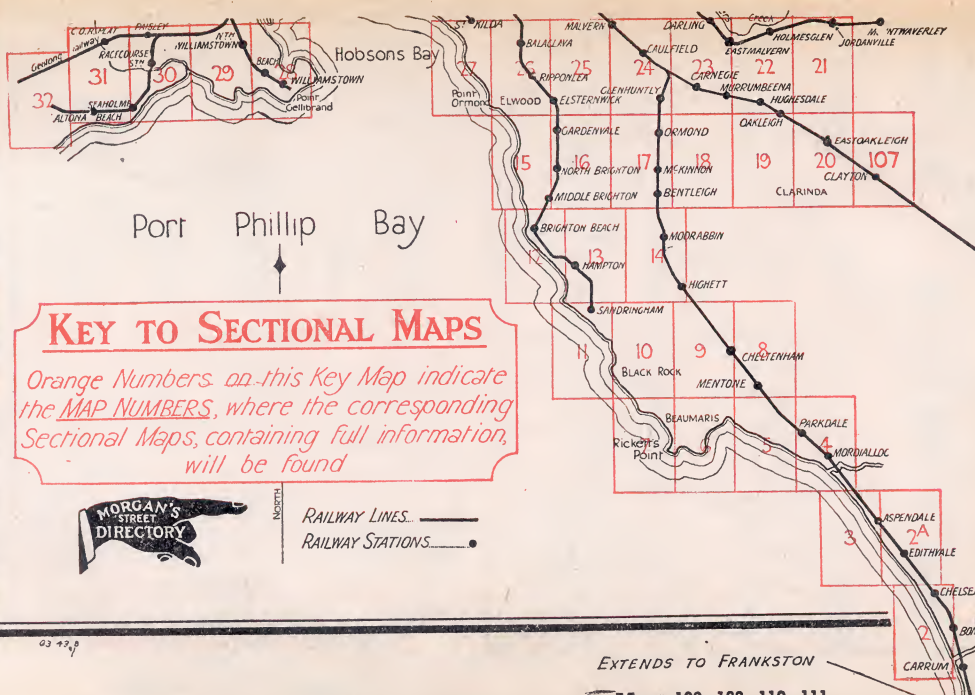 C.O.R.FLAT
PAISLEY
Geelong
Railway
RACECOURSE
STN
NTH
WILLIAMSTOWN
BEACH
WILLIAMSTOWN
Point
Gellibrand
SEAHOLME
ALTONA BEACH
32
31
30
29
28
Hobsons Bay
ST KILDA
BALACLAVA
RIPPONLEA
ELWOOD
ELSTERNWICK
Point
Ormond
MALVERN
CAULFIELD
GLENHUNTLY
CARNEGIE
MURRUMBEENA
HUGHESDALE
OAKLEIGH
DARLING
Creek
EASTMALVERN
HOLMESGLEN
JORDANVILLE
27
26
25
24
23
22
21
GARDENVALE
NORTH BRIGHTON
MIDDLE BRIGHTON
ORMOND
McKINNON
BENTLEIGH
EASTOAKLEIGH
CLAYTON
CLARINDA
15
16
17
18
19
20
107
Port Phillip Bay
BRIGHTON BEACH
HAMPTON
SANDRINGHAM
MOORABBIN
HIGHETT
12
13
14
KEY TO SECTIONAL MAPS
Orange Numbers on this Key Map indicate
the MAP NUMBERS, where the corresponding
Sectional Maps, containing full information,
will be found
11
10
9
8
BLACK ROCK
CHELTENHAM
MENTONE
BEAUMARIS
Ricketts
Point
PARKDALE
MORDIALLOC
6
5
4
MORGAN'S
STREET
DIRECTORY
NORTH
RAILWAY LINES
RAILWAY STATIONS
3
2A
ASPENDALE
EDITHVALE
CHELSE
BON
2
CARRUM
EXTENDS TO FRANKSTON